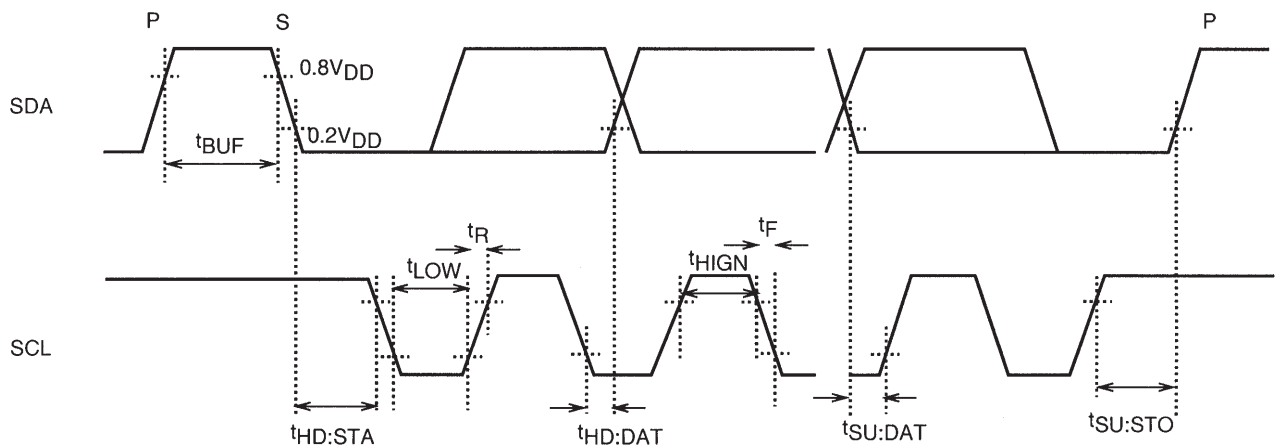 P S P
0.8VDD
SDA
0.2VDD
tBUF
tR tF
tLOW tHIGN
SCL
tHD:STA tHD:DAT tSU:DAT tSU:STO